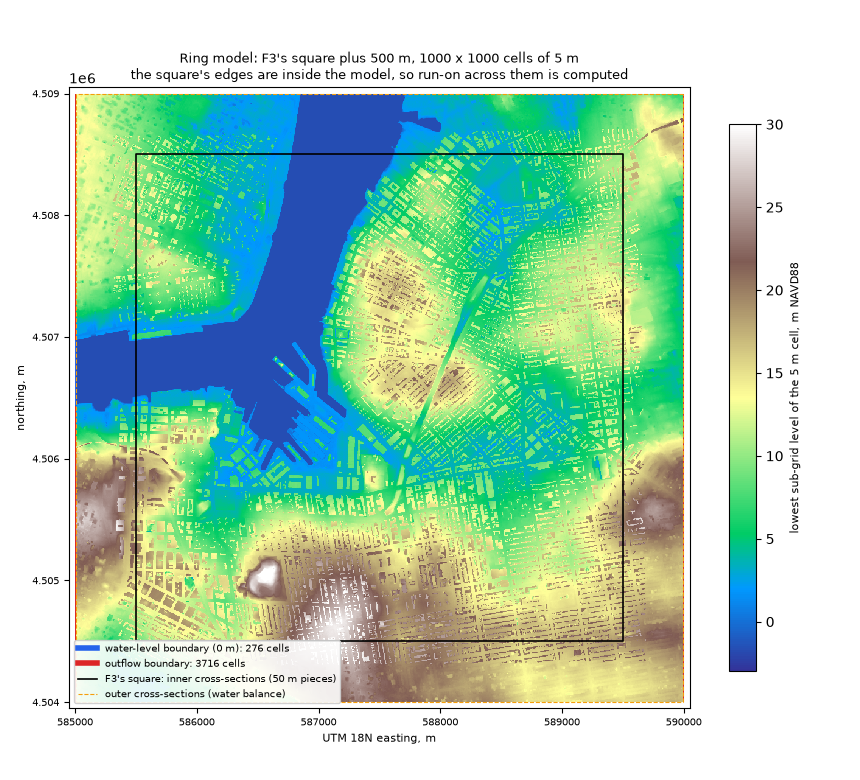 Ring model: F3's square plus 500 m, 1000 x 1000 cells of 5 m
the square's edges are inside the model, so run-on across them is computed
1e6
4.509
4.508
4.507
4.506
4.505
4.504
northing, m
585000 586000 587000 588000 589000 590000
UTM 18N easting, m
water-level boundary (0 m): 276 cells
outflow boundary: 3716 cells
F3's square: inner cross-sections (50 m pieces)
outer cross-sections (water balance)
30
25
20
15
10
5
0
lowest sub-grid level of the 5 m cell, m NAVD88